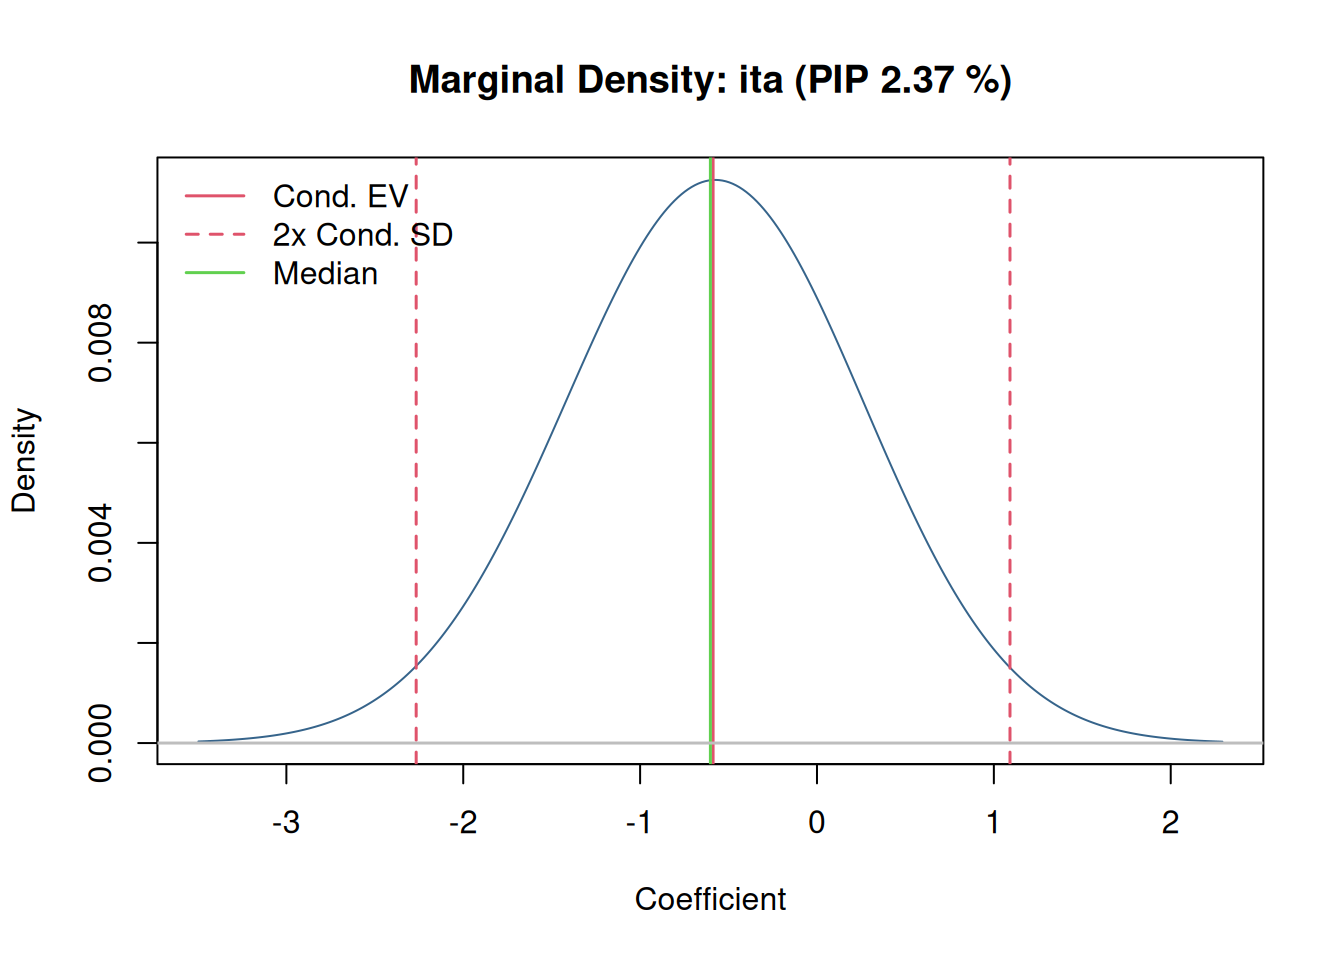 Marginal Density: ita (PIP 2.37 %)
Cond. EV
2x Cond. SD
Median
Density
0.008
0.004
0.000
-3 -2 -1 0 1 2
Coefficient